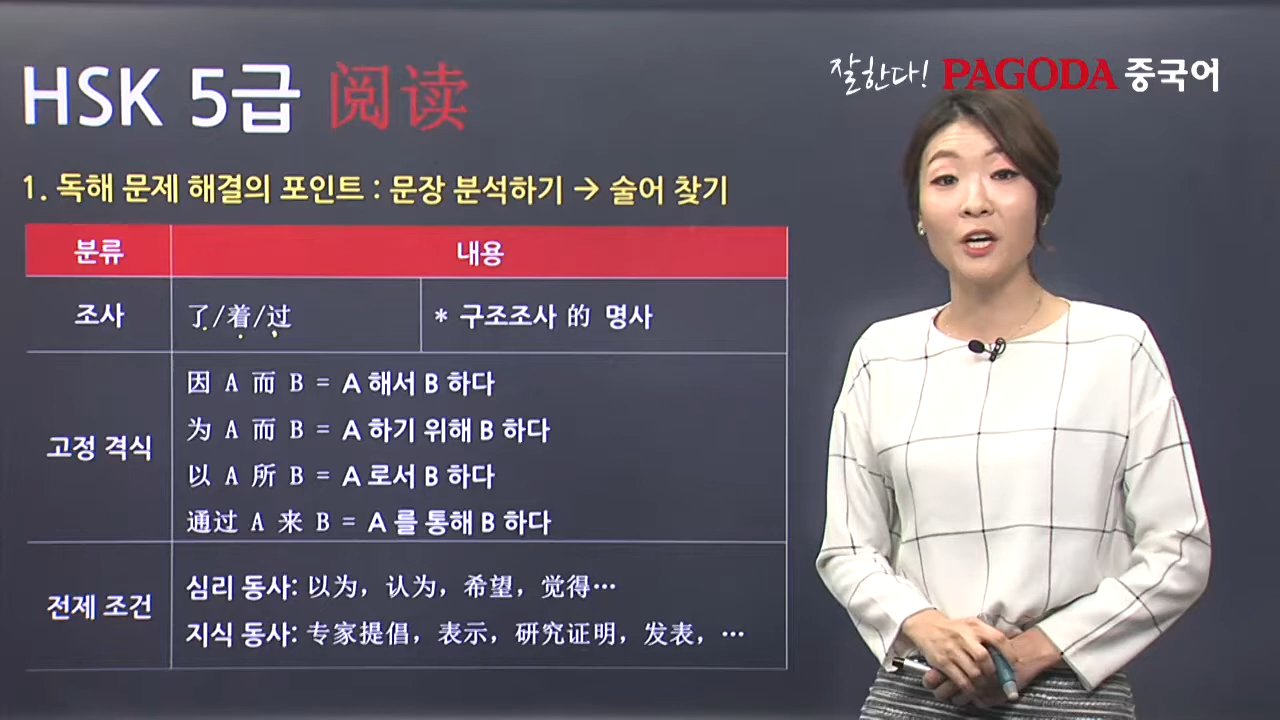 잘한다! PAGODA 중국어
HSK 5급 阅读
1. 독해 문제 해결의 포인트 : 문장 분석하기 → 술어 찾기
분류 내용
조사 了/着/过 * 구조조사 的 명사
고정 격식
因 A 而 B = A 해서 B 하다
为 A 而 B = A 하기 위해 B 하다
以 A 所 B = A 로서 B 하다
通过 A 来 B = A 를 통해 B 하다
전제 조건
심리 동사: 以为，认为，希望，觉得…
지식 동사: 专家提倡，表示，研究证明，发表，…